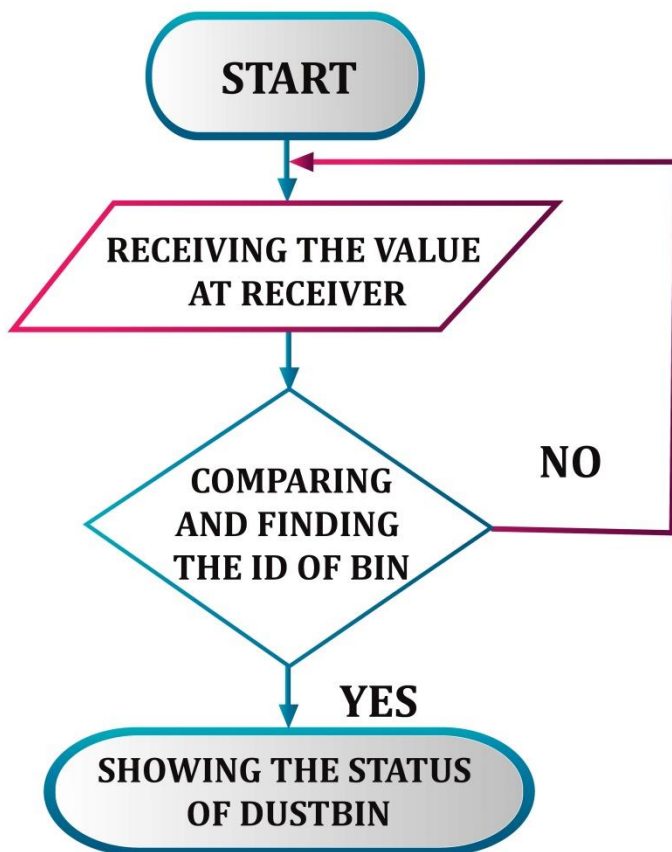 START
RECEIVING THE VALUE
AT RECEIVER
COMPARING
AND FINDING
THE ID OF BIN
NO
YES
SHOWING THE STATUS
OF DUSTBIN